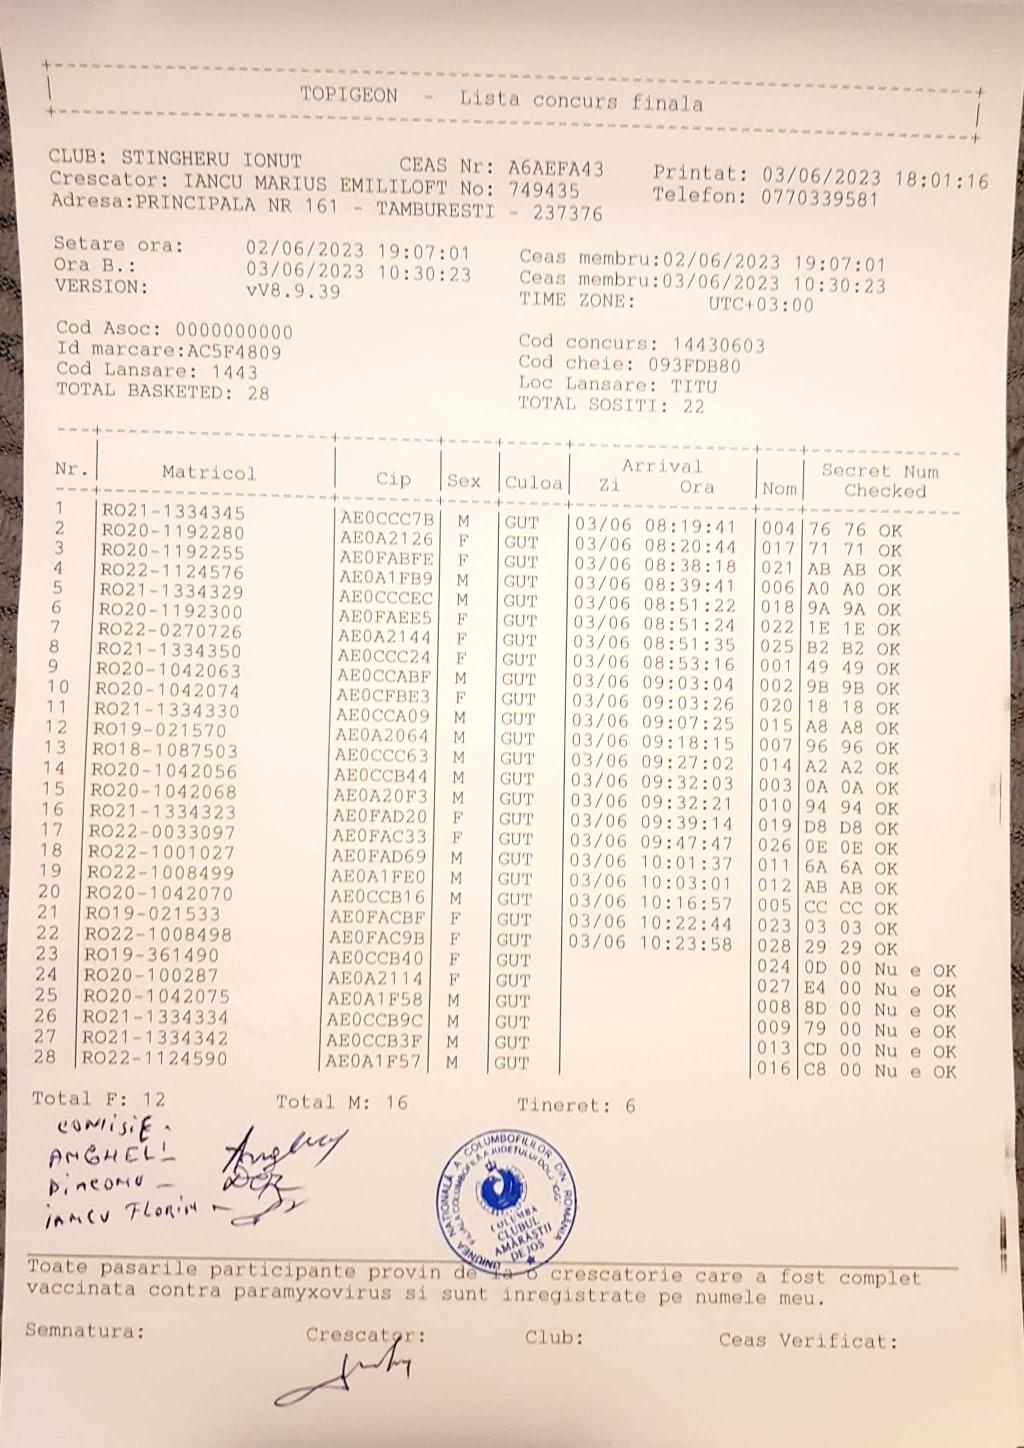 TOPIGEON - Lista concurs finala
CLUB: STINGHERU IONUT CEAS Nr: A6AEFA43 Printat: 03/06/2023 18:01:16
Crescator: IANCU MARIUS EMILILOFT No: 749435 Telefon: 0770339581
Adresa:PRINCIPALA NR 161 - TAMBURESTI - 237376
Setare ora: 02/06/2023 19:07:01 Ceas membru:02/06/2023 19:07:01
Ora B.: 03/06/2023 10:30:23 Ceas membru:03/06/2023 10:30:23
VERSION: vV8.9.39 TIME ZONE: UTC+03:00
Cod Asoc: 0000000000 Cod concurs: 14430603
Id marcare:AC5F4809 Cod cheie: 093FDB80
Cod Lansare: 1443 Loc Lansare: TITU
TOTAL BASKETED: 28 TOTAL SOSITI: 22
Nr. Matricol Cip Sex Culoa Arrival Zi Ora Nom Secret Num Checked
1 RO21-1334345 AE0CCC7B M GUT 03/06 08:19:41 004 76 76 OK
2 RO20-1192280 AE0A2126 F GUT 03/06 08:20:44 017 71 71 OK
3 RO20-1192255 AE0FABFE F GUT 03/06 08:38:18 021 AB AB OK
4 RO22-1124576 AE0A1FB9 M GUT 03/06 08:39:41 006 A0 A0 OK
5 RO21-1334329 AE0CCCEC M GUT 03/06 08:51:22 018 9A 9A OK
6 RO20-1192300 AE0FAEE5 F GUT 03/06 08:51:24 022 1E 1E OK
7 RO22-0270726 AE0A2144 F GUT 03/06 08:51:35 025 B2 B2 OK
8 RO21-1334350 AE0CCC24 F GUT 03/06 08:53:16 001 49 49 OK
9 RO20-1042063 AE0CCABF M GUT 03/06 09:03:04 002 9B 9B OK
10 RO20-1042074 AE0CFBE3 F GUT 03/06 09:03:26 020 18 18 OK
11 RO21-1334330 AE0CCA09 M GUT 03/06 09:07:25 015 A8 A8 OK
12 RO19-021570 AE0A2064 M GUT 03/06 09:18:15 007 96 96 OK
13 RO18-1087503 AE0CCC63 M GUT 03/06 09:27:02 014 A2 A2 OK
14 RO20-1042056 AE0CCB44 M GUT 03/06 09:32:03 003 0A 0A OK
15 RO20-1042068 AE0A20F3 M GUT 03/06 09:32:21 010 94 94 OK
16 RO21-1334323 AE0FAD20 F GUT 03/06 09:39:14 019 D8 D8 OK
17 RO22-0033097 AE0FAC33 F GUT 03/06 09:47:47 026 0E 0E OK
18 RO22-1001027 AE0FAD69 M GUT 03/06 10:01:37 011 6A 6A OK
19 RO22-1008499 AE0A1FE0 M GUT 03/06 10:03:01 012 AB AB OK
20 RO20-1042070 AE0CCB16 M GUT 03/06 10:16:57 005 CC CC OK
21 RO19-021533 AE0FACBF F GUT 03/06 10:22:44 023 03 03 OK
22 RO22-1008498 AE0FAC9B F GUT 03/06 10:23:58 028 29 29 OK
23 RO19-361490 AE0CCB40 F GUT 024 0D 00 Nu e OK
24 RO20-100287 AE0A2114 F GUT 027 E4 00 Nu e OK
25 RO20-1042075 AE0A1F58 M GUT 008 8D 00 Nu e OK
26 RO21-1334334 AE0CCB9C M GUT 009 79 00 Nu e OK
27 RO21-1334342 AE0CCB3F M GUT 013 CD 00 Nu e OK
28 RO22-1124590 AE0A1F57 M GUT 016 C8 00 Nu e OK
Total F: 12 Total M: 16 Tineret: 6
COMISIE
ANGHEL
DIACONU
IANCU FLORIN
UNIUNEA NATIONALĂ A COLUMBOFILILOR DIN ROMÂNIA
FILIALA COLUMBOFILĂ A JUDEȚULUI DOLJ
COLUMBA
CLUBUL
AMĂRĂȘTII
DE JOS
Toate pasarile participante provin de la o crescatorie care a fost complet
vaccinata contra paramyxovirus si sunt inregistrate pe numele meu.
Semnatura: Crescator: Club: Ceas Verificat: